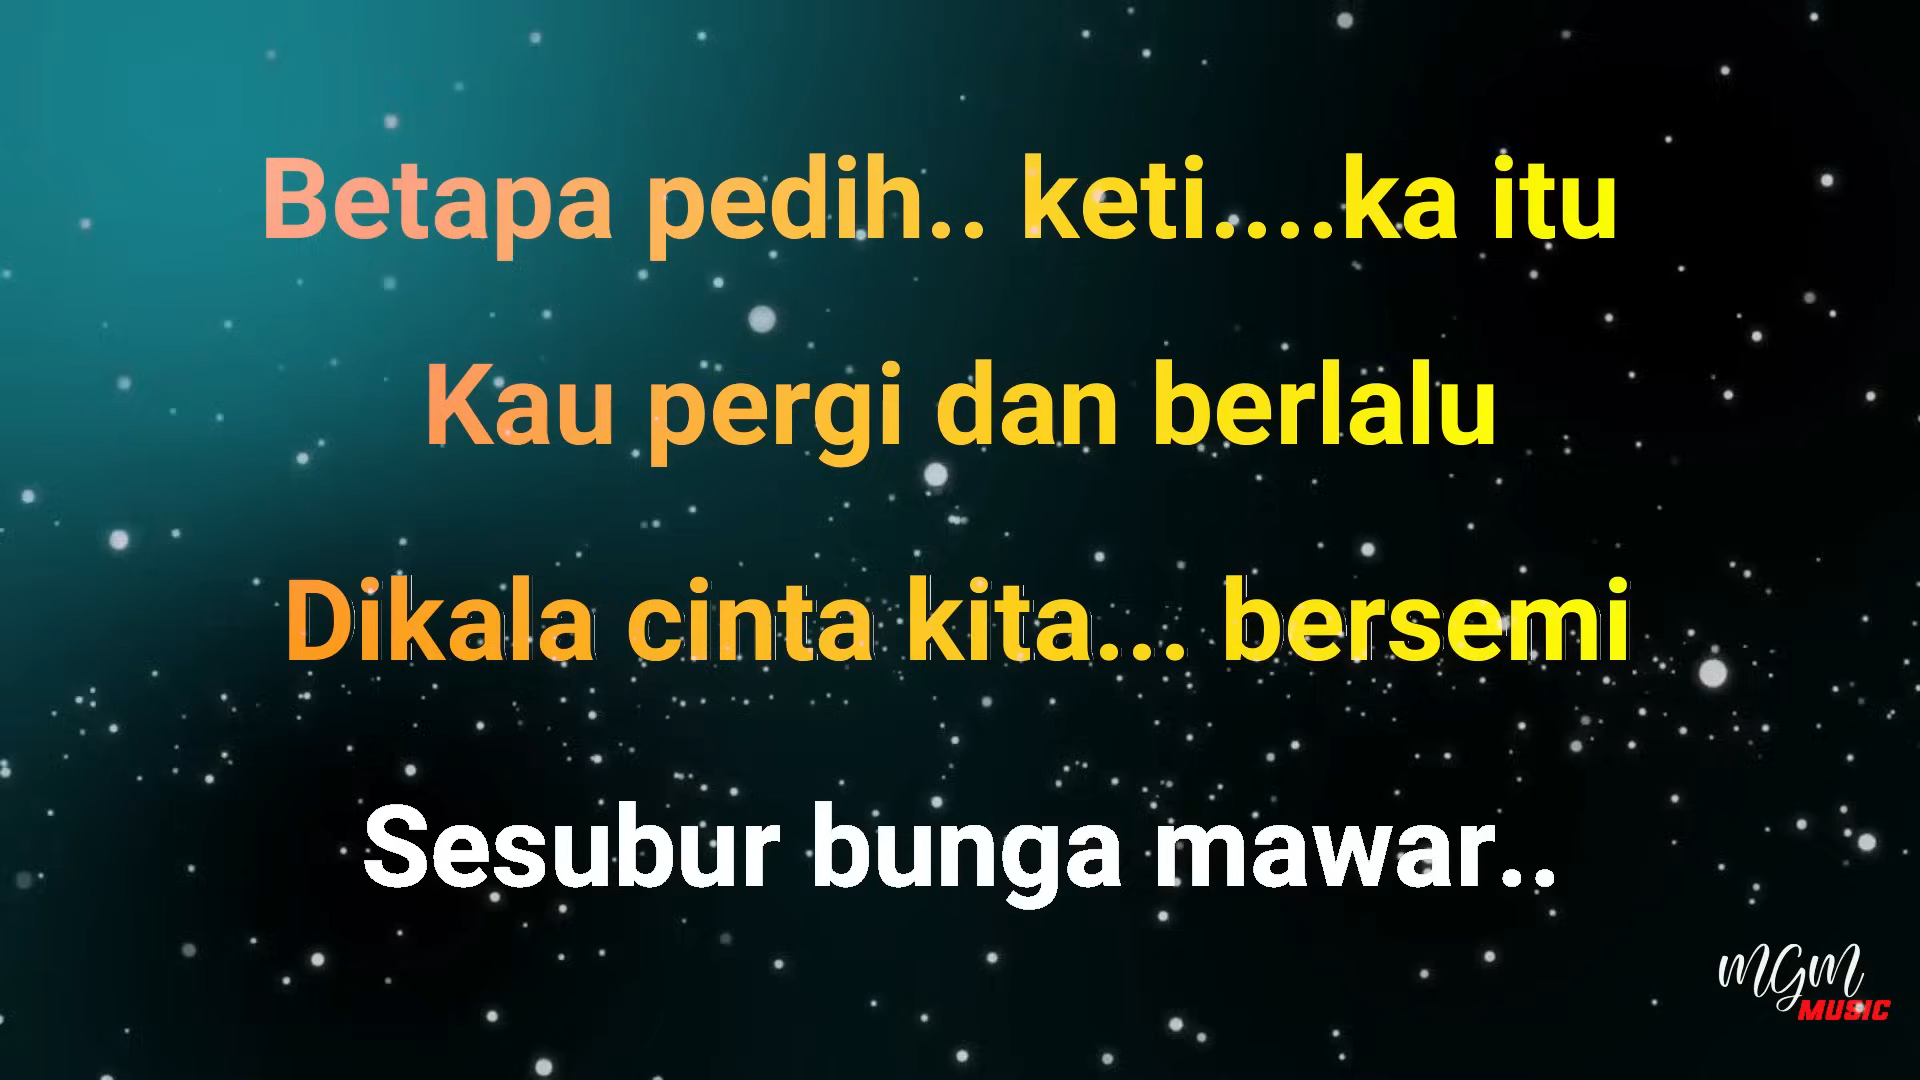 Betapa pedih.. keti....ka itu
Kau pergi dan berlalu
Dikala cinta kita... bersemi
Sesubur bunga mawar..
MGM
MUSIC